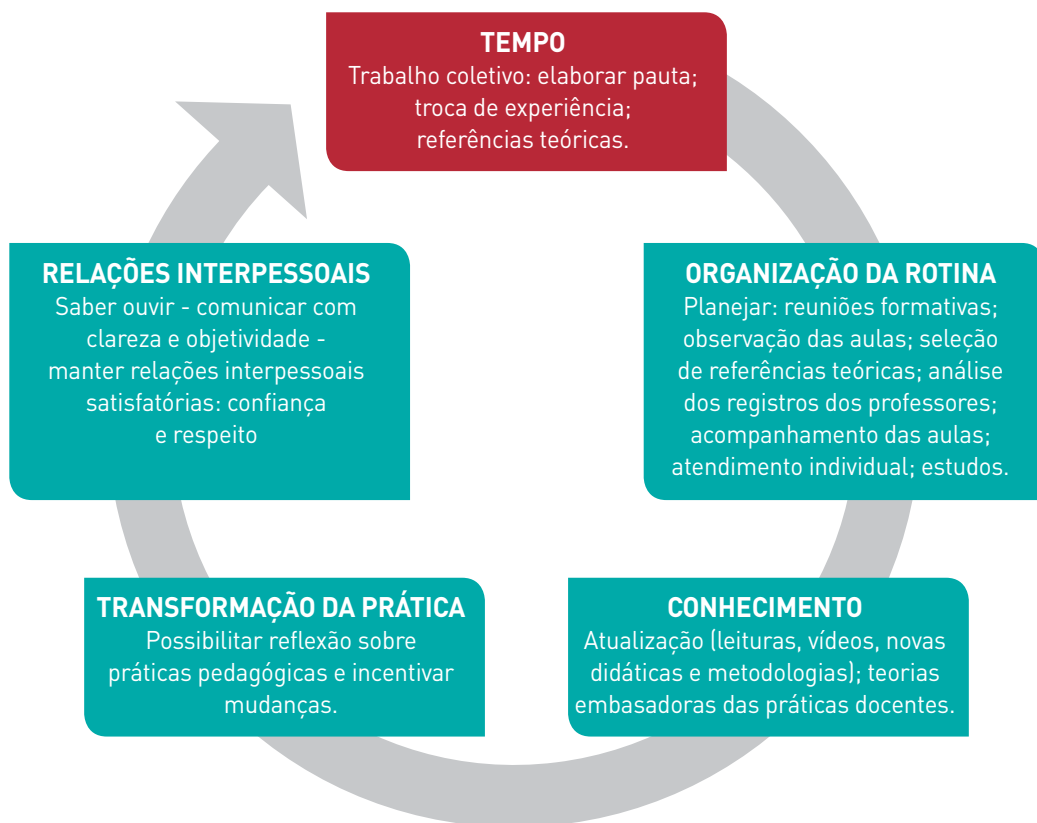 TEMPO
Trabalho coletivo: elaborar pauta;
troca de experiência;
referências teóricas.
ORGANIZAÇÃO DA ROTINA
Planejar: reuniões formativas;
observação das aulas; seleção
de referências teóricas; análise
dos registros dos professores;
acompanhamento das aulas;
atendimento individual; estudos.
CONHECIMENTO
Atualização (leituras, vídeos, novas
didáticas e metodologias); teorias
embasadoras das práticas docentes.
TRANSFORMAÇÃO DA PRÁTICA
Possibilitar reflexão sobre
práticas pedagógicas e incentivar
mudanças.
RELAÇÕES INTERPESSOAIS
Saber ouvir - comunicar com
clareza e objetividade -
manter relações interpessoais
satisfatórias: confiança
e respeito